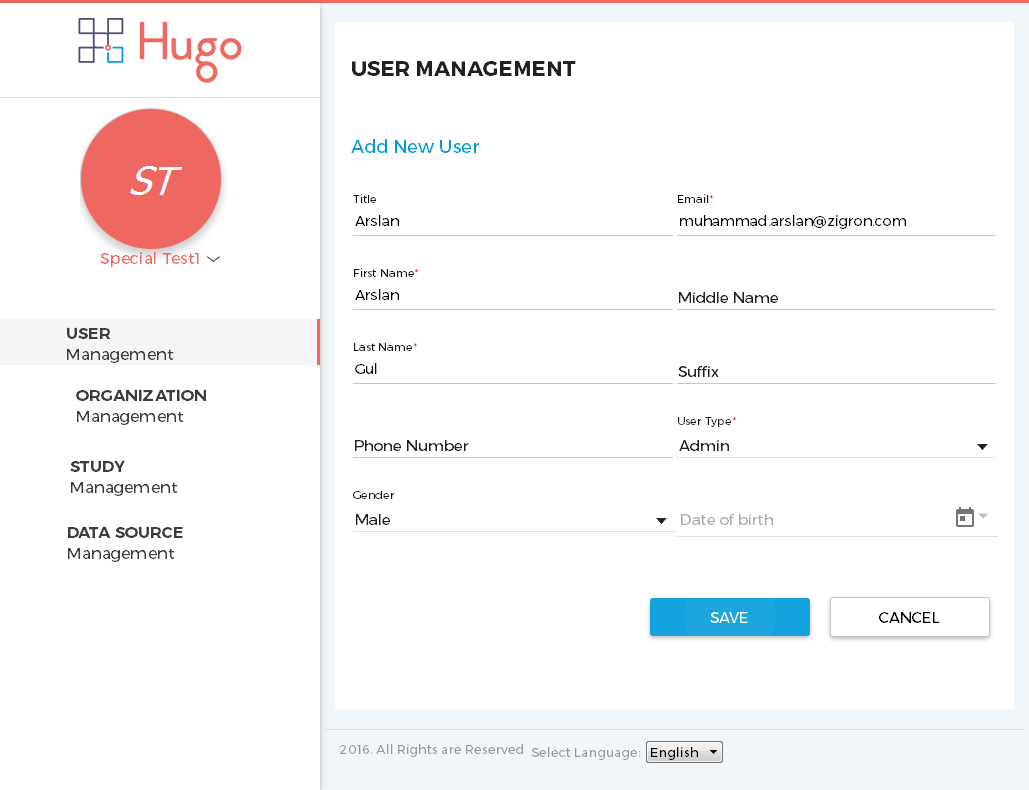 Hugo
ST
Special Test1
USER
Management
ORGANIZATION
Management
STUDY
Management
DATA SOURCE
Management
USER MANAGEMENT
Add New User
Title
Arslan
Email*
muhammad.arslan@zigron.com
First Name*
Arslan
Middle Name
Last Name*
Gul
Suffix
Phone Number
User Type*
Admin
Gender
Male
Date of birth
SAVE
CANCEL
2016. All Rights are Reserved
Select Language: English